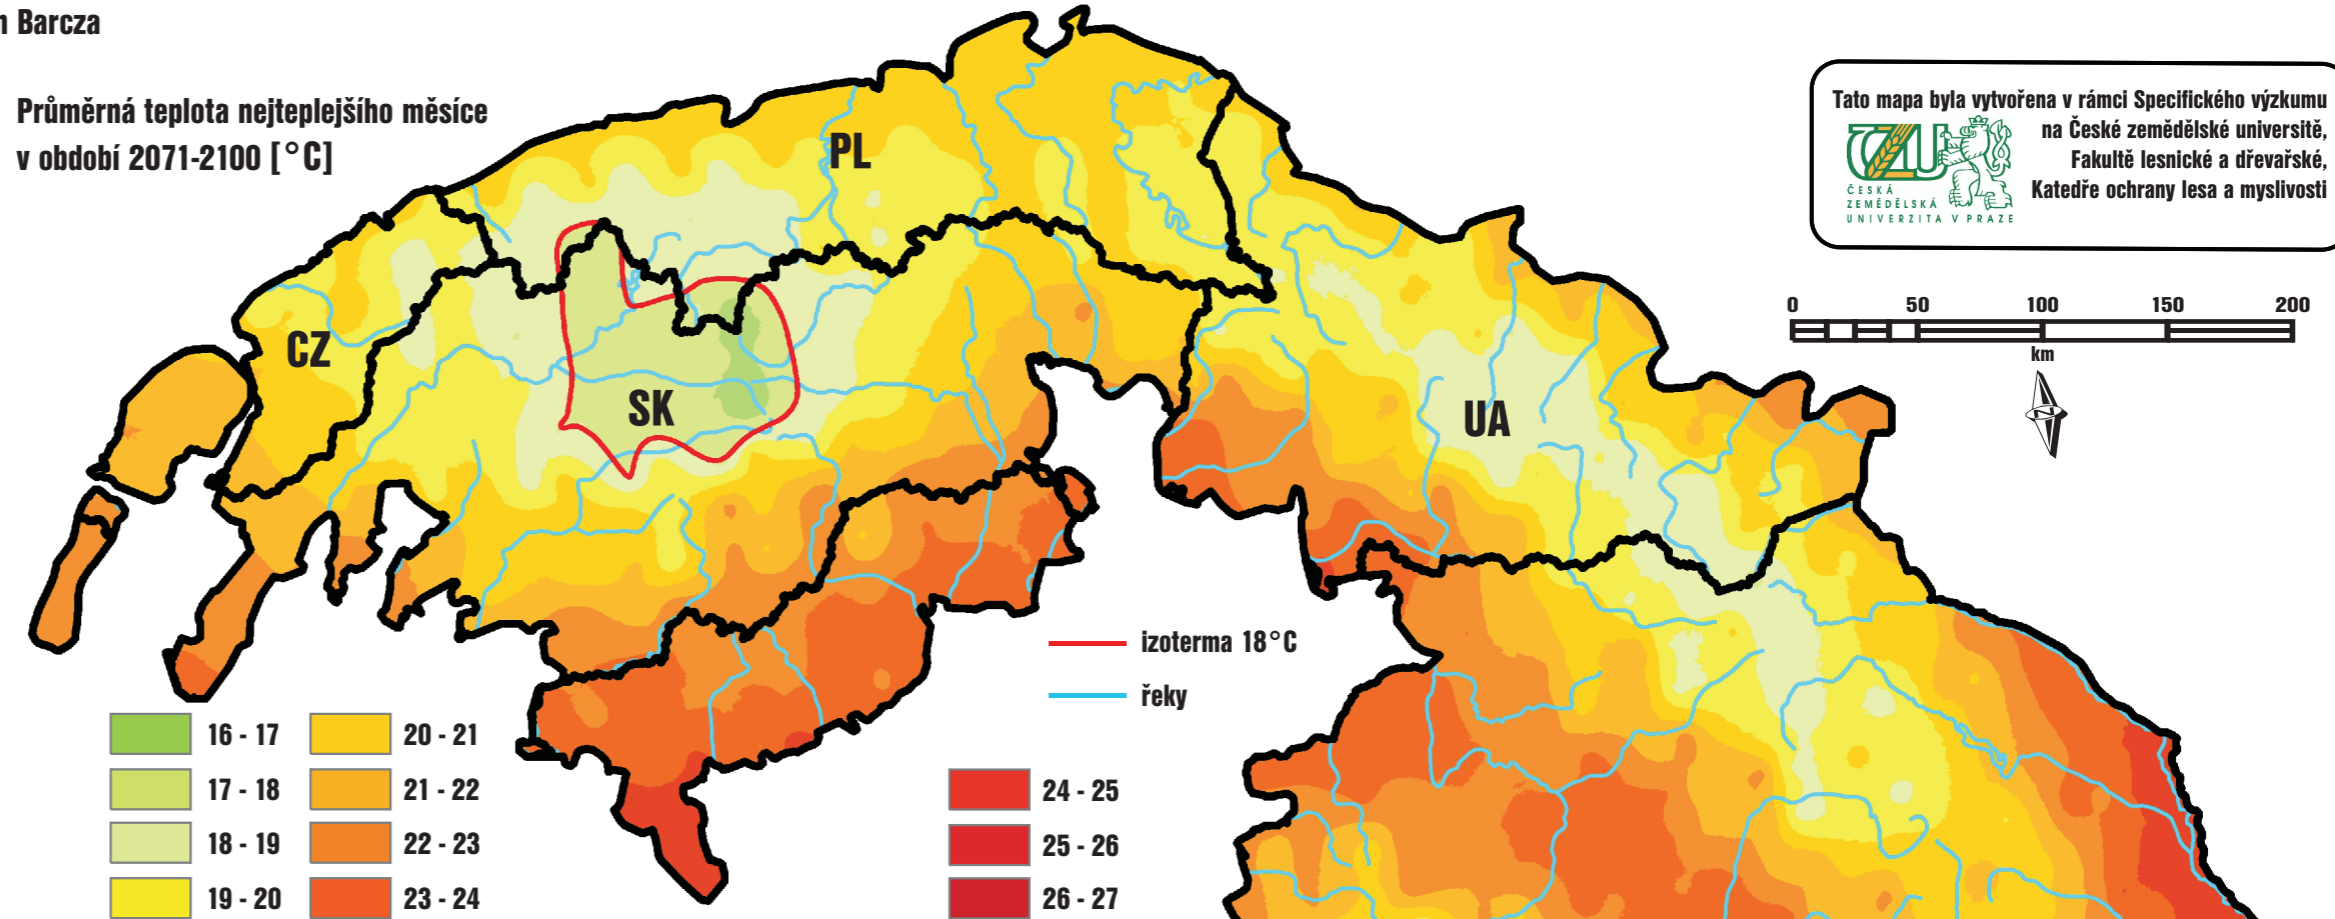 Barcza
Průměrná teplota nejteplejšího měsíce
v období 2071-2100 [°C]
Tato mapa byla vytvořena v rámci Specifického výzkumu
na České zemědělské universitě,
Fakultě lesnické a dřevařské,
Katedře ochrany lesa a myslivosti
ČZU
ČESKÁ
ZEMĚDĚLSKÁ
UNIVERZITA V PRAZE
0 50 100 150 200
km
PL
CZ
SK
UA
izoterma 18°C
řeky
16 - 17
17 - 18
18 - 19
19 - 20
20 - 21
21 - 22
22 - 23
23 - 24
24 - 25
25 - 26
26 - 27